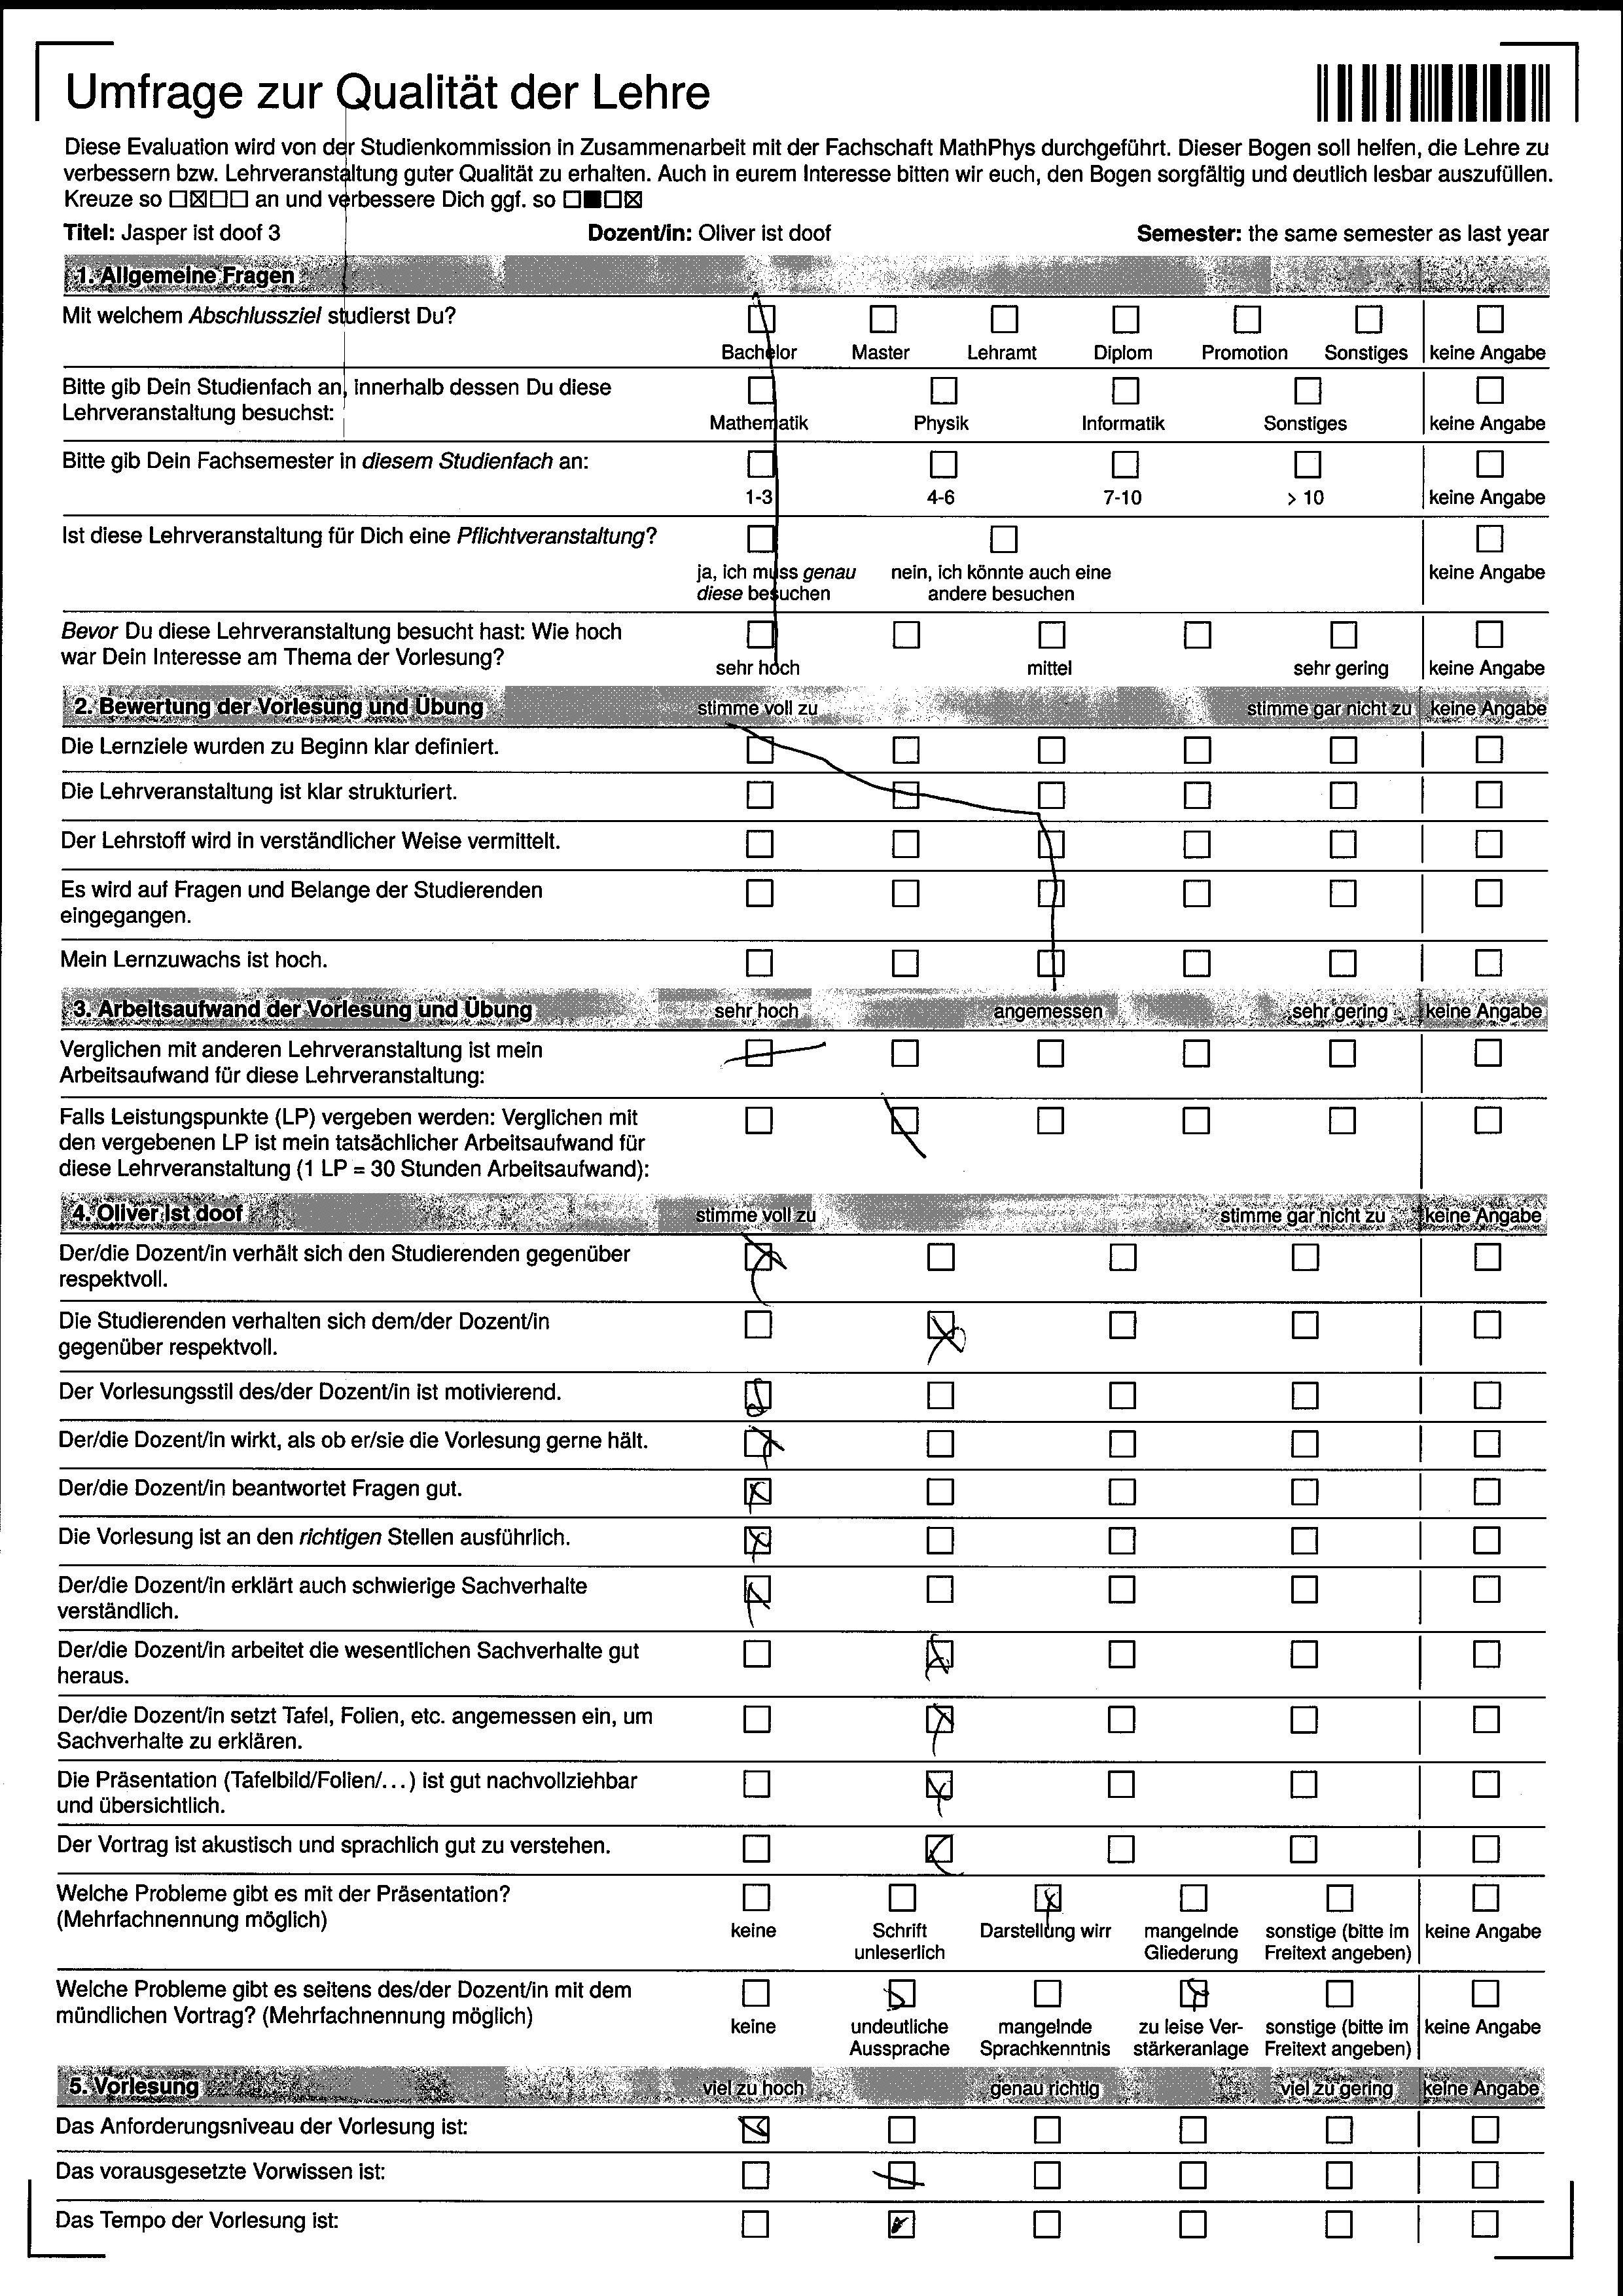 Umfrage zur Qualität der Lehre
Diese Evaluation wird von der Studienkommission in Zusammenarbeit mit der Fachschaft MathPhys durchgeführt. Dieser Bogen soll helfen, die Lehre zu
verbessern bzw. Lehrveranstaltung guter Qualität zu erhalten. Auch in eurem Interesse bitten wir euch, den Bogen sorgfältig und deutlich lesbar auszufüllen.
Kreuze so ☐☒☐☐ an und verbessere Dich ggf. so ☐■☐☒
Titel: Jasper ist doof 3 Dozent/in: Oliver ist doof Semester: the same semester as last year
1. Allgemeine Fragen
Mit welchem Abschlussziel studierst Du?
Bachelor Master Lehramt Diplom Promotion Sonstiges keine Angabe
Bitte gib Dein Studienfach an, innerhalb dessen Du diese
Lehrveranstaltung besuchst:
Mathematik Physik Informatik Sonstiges keine Angabe
Bitte gib Dein Fachsemester in diesem Studienfach an:
1-3 4-6 7-10 > 10 keine Angabe
Ist diese Lehrveranstaltung für Dich eine Pflichtveranstaltung?
ja, ich muss genau nein, ich könnte auch eine keine Angabe
diese besuchen andere besuchen
Bevor Du diese Lehrveranstaltung besucht hast: Wie hoch
war Dein Interesse am Thema der Vorlesung?
sehr hoch mittel sehr gering keine Angabe
2. Bewertung der Vorlesung und Übung stimme voll zu stimme gar nicht zu keine Angabe
Die Lernziele wurden zu Beginn klar definiert.
Die Lehrveranstaltung ist klar strukturiert.
Der Lehrstoff wird in verständlicher Weise vermittelt.
Es wird auf Fragen und Belange der Studierenden
eingegangen.
Mein Lernzuwachs ist hoch.
3. Arbeitsaufwand der Vorlesung und Übung sehr hoch angemessen sehr gering keine Angabe
Verglichen mit anderen Lehrveranstaltung ist mein
Arbeitsaufwand für diese Lehrveranstaltung:
Falls Leistungspunkte (LP) vergeben werden: Verglichen mit
den vergebenen LP ist mein tatsächlicher Arbeitsaufwand für
diese Lehrveranstaltung (1 LP = 30 Stunden Arbeitsaufwand):
4. Oliver ist doof stimme voll zu stimme gar nicht zu keine Angabe
Der/die Dozent/in verhält sich den Studierenden gegenüber
respektvoll.
Die Studierenden verhalten sich dem/der Dozent/in
gegenüber respektvoll.
Der Vorlesungsstil des/der Dozent/in ist motivierend.
Der/die Dozent/in wirkt, als ob er/sie die Vorlesung gerne hält.
Der/die Dozent/in beantwortet Fragen gut.
Die Vorlesung ist an den richtigen Stellen ausführlich.
Der/die Dozent/in erklärt auch schwierige Sachverhalte
verständlich.
Der/die Dozent/in arbeitet die wesentlichen Sachverhalte gut
heraus.
Der/die Dozent/in setzt Tafel, Folien, etc. angemessen ein, um
Sachverhalte zu erklären.
Die Präsentation (Tafelbild/Folien/...) ist gut nachvollziehbar
und übersichtlich.
Der Vortrag ist akustisch und sprachlich gut zu verstehen.
Welche Probleme gibt es mit der Präsentation?
(Mehrfachnennung möglich)
keine Schrift Darstellung wirr mangelnde sonstige (bitte im keine Angabe
unleserlich Gliederung Freitext angeben)
Welche Probleme gibt es seitens des/der Dozent/in mit dem
mündlichen Vortrag? (Mehrfachnennung möglich)
keine undeutliche mangelnde zu leise Ver- sonstige (bitte im keine Angabe
Aussprache Sprachkenntnis stärkeranlage Freitext angeben)
5. Vorlesung viel zu hoch genau richtig viel zu gering keine Angabe
Das Anforderungsniveau der Vorlesung ist:
Das vorausgesetzte Vorwissen ist:
Das Tempo der Vorlesung ist: